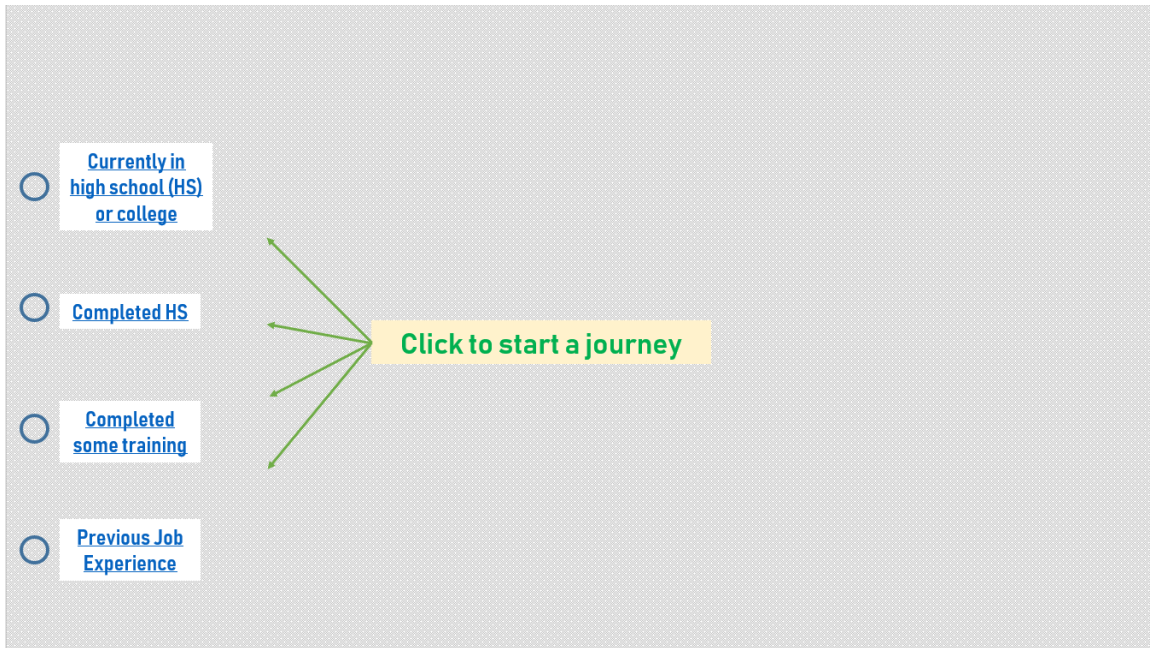 Currently in
high school (HS)
or college
Completed HS
Click to start a journey
Completed
some training
Previous Job
Experience